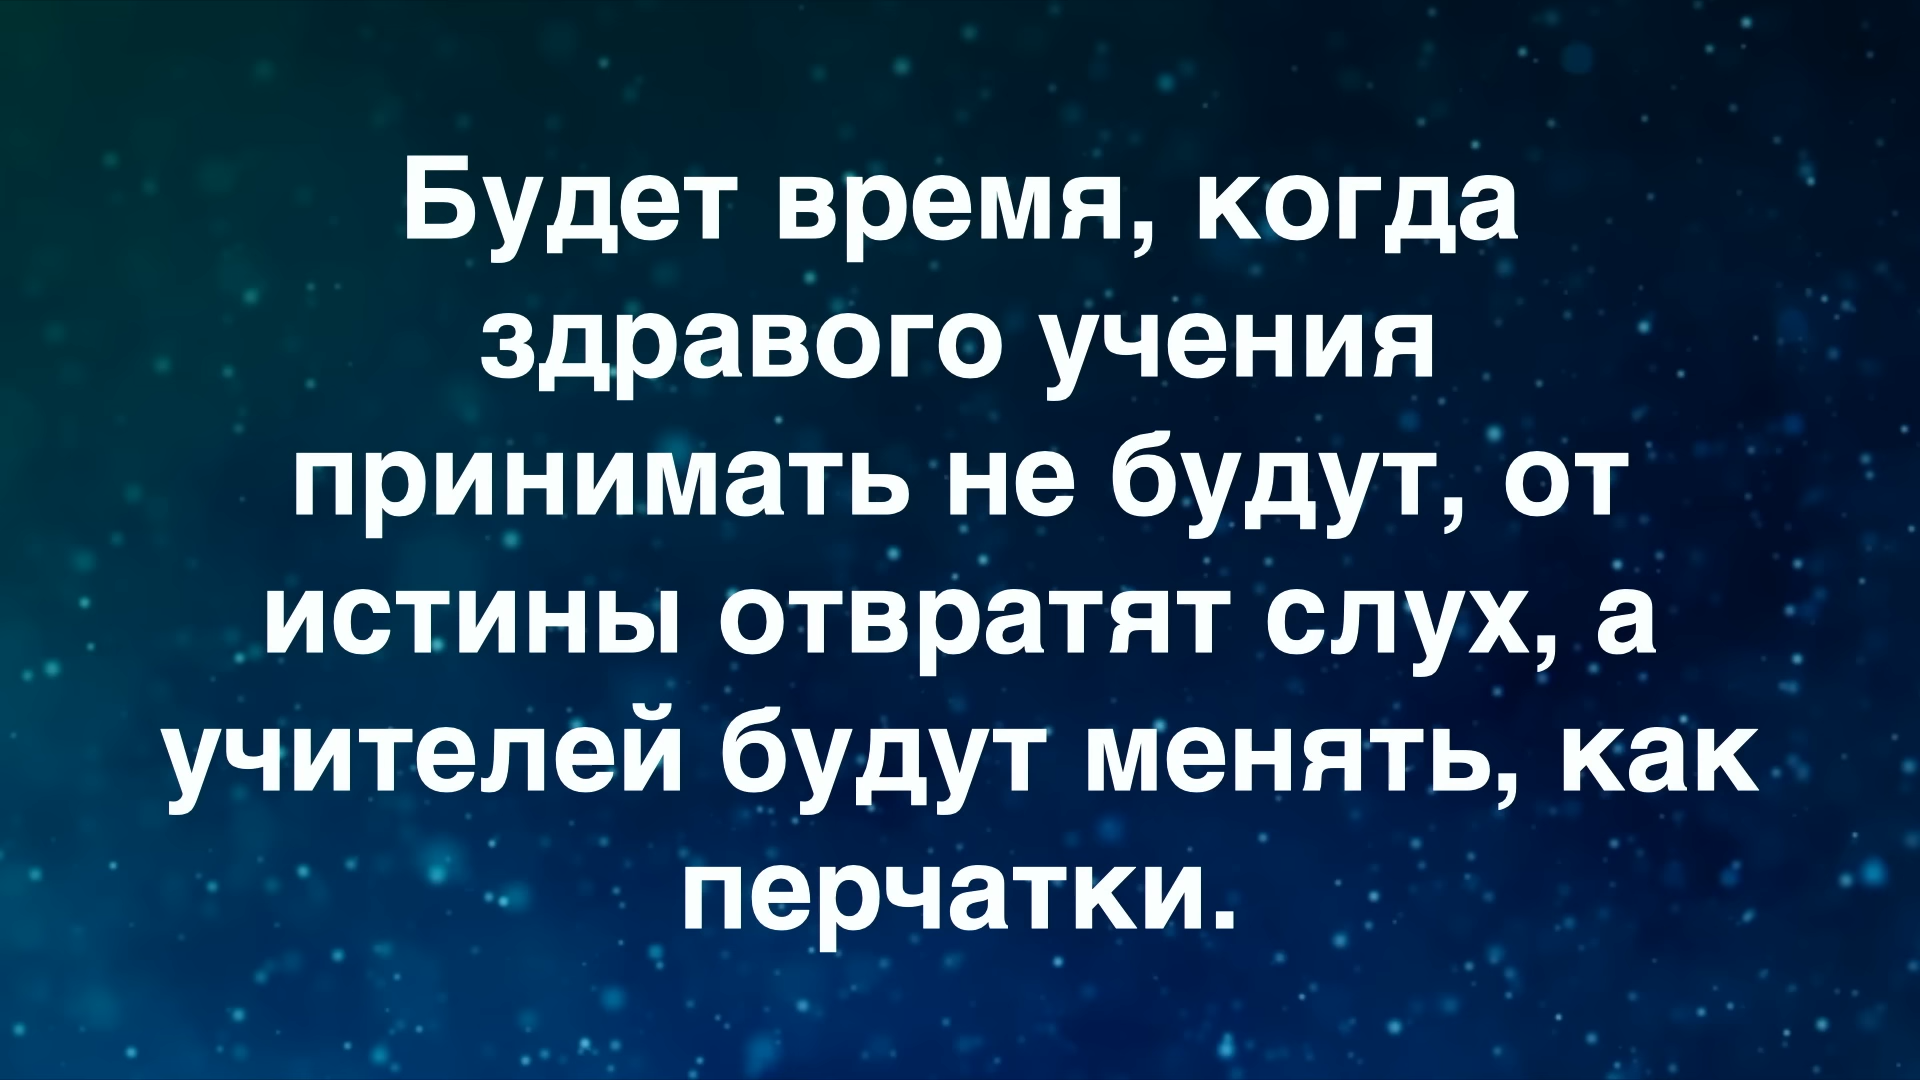 Будет время, когда
здравого учения
принимать не будут, от
истины отвратят слух, а
учителей будут менять, как
перчатки.